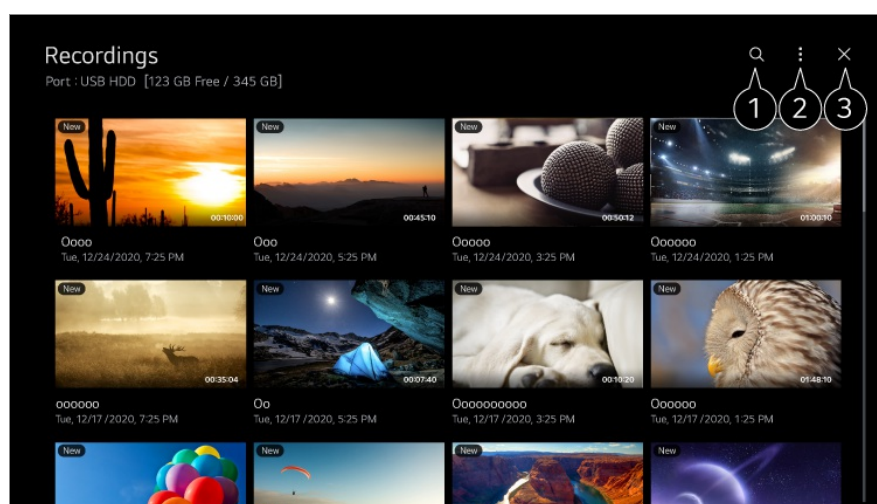 Recordings
Port : USB HDD [123 GB Free / 345 GB]
1 2 3
New New New New
00:10:00 00:45:10 00:50:12 01:00:10
Oooo Ooo Ooooo Oooooo
Tue, 12/24/2020, 7:25 PM Tue, 12/24/2020, 5:25 PM Tue, 12/24/2020, 3:25 PM Tue, 12/24/2020, 1:25 PM
New New New New
00:35:04 00:07:40 00:10:20 01:48:10
oooooo Oo Oooooooooo Oooooo
Tue, 12/17 /2020, 7:25 PM Tue, 12/17 /2020, 5:25 PM Tue, 12/17 /2020, 3:25 PM Tue, 12/17 /2020, 1:25 PM
New New New New